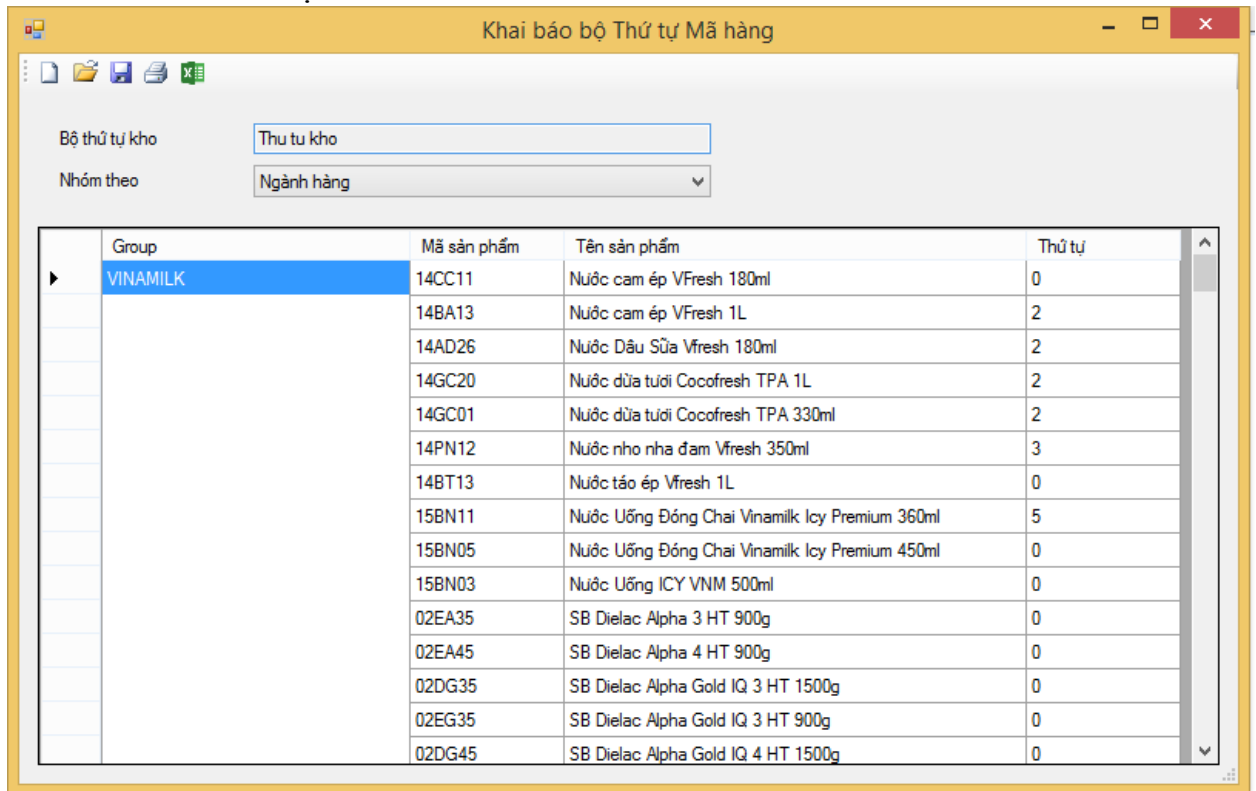 Khai báo bộ Thứ tự Mã hàng
Bộ thứ tự kho Thu tu kho
Nhóm theo Ngành hàng
Group Mã sản phẩm Tên sản phẩm Thứ tự
VINAMILK 14CC11 Nước cam ép VFresh 180ml 0
14BA13 Nước cam ép VFresh 1L 2
14AD26 Nước Dâu Sữa Vfresh 180ml 2
14GC20 Nước dừa tươi Cocofresh TPA 1L 2
14GC01 Nước dừa tươi Cocofresh TPA 330ml 2
14PN12 Nước nho nha đam Vfresh 350ml 3
14BT13 Nước táo ép Vfresh 1L 0
15BN11 Nước Uống Đóng Chai Vinamilk Icy Premium 360ml 5
15BN05 Nước Uống Đóng Chai Vinamilk Icy Premium 450ml 0
15BN03 Nước Uống ICY VNM 500ml 0
02EA35 SB Dielac Alpha 3 HT 900g 0
02EA45 SB Dielac Alpha 4 HT 900g 0
02DG35 SB Dielac Alpha Gold IQ 3 HT 1500g 0
02EG35 SB Dielac Alpha Gold IQ 3 HT 900g 0
02DG45 SB Dielac Alpha Gold IQ 4 HT 1500g 0